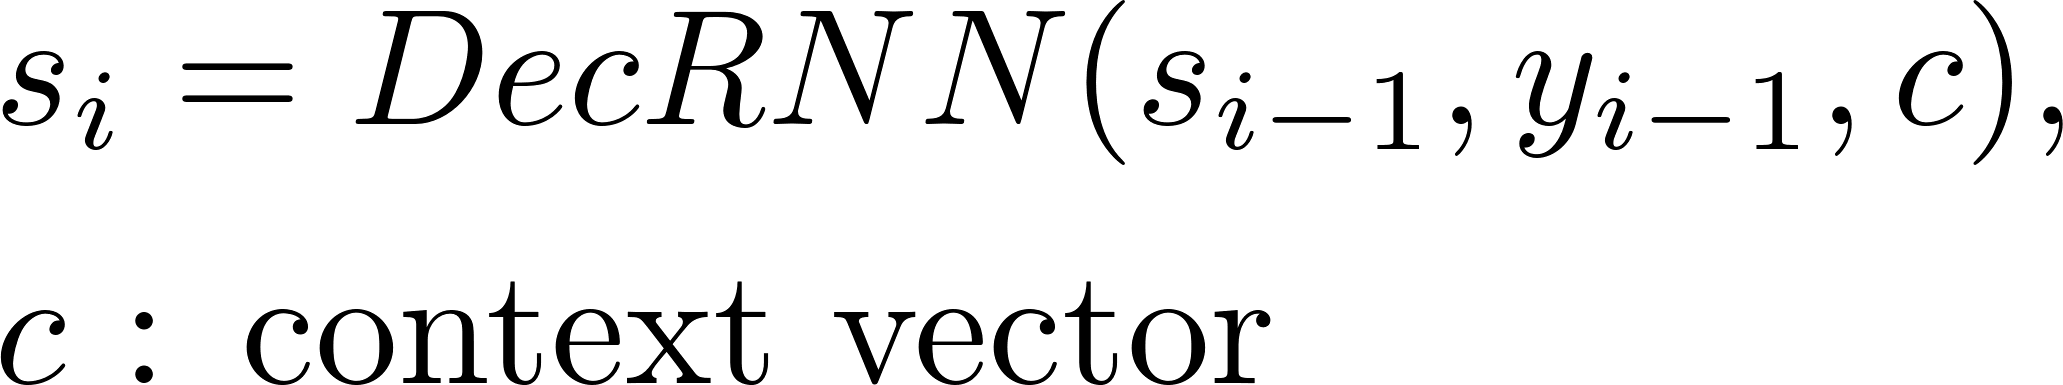 s_i = DecRNN(s_{i−1}, y_{i−1}, c),
c : context vector